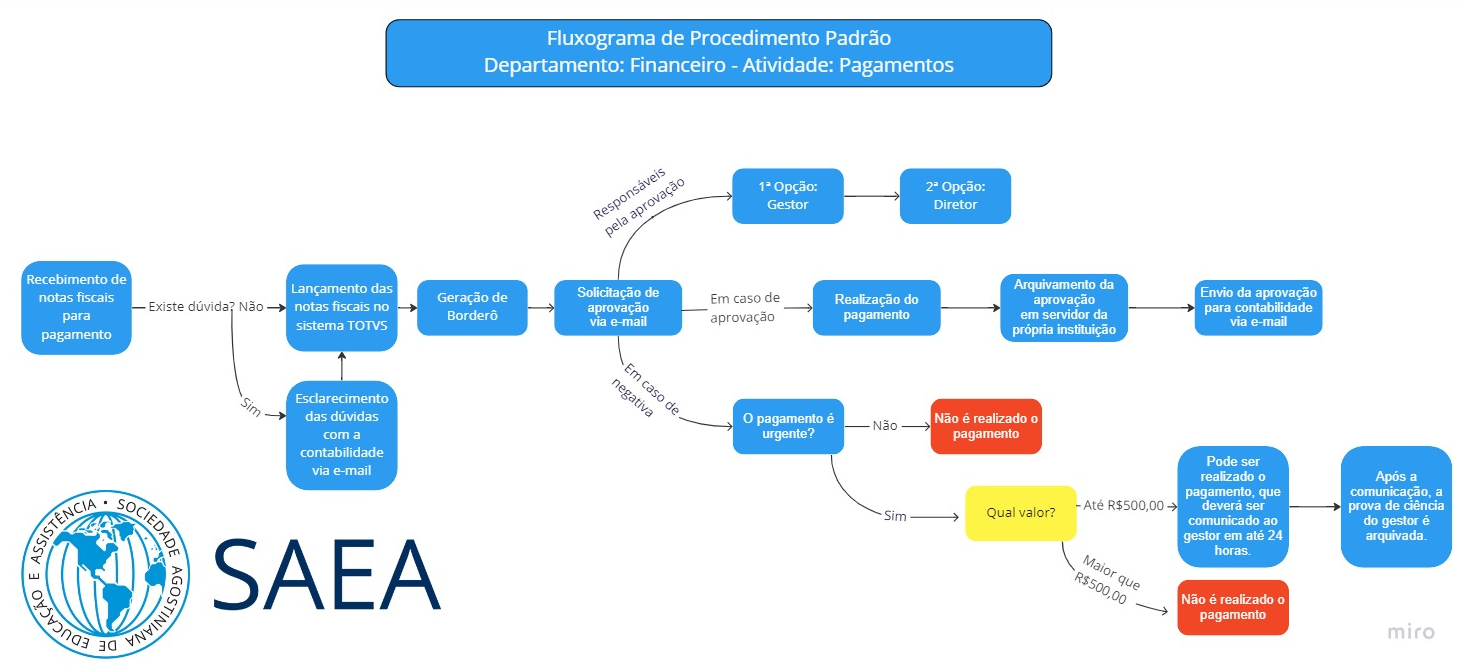 Fluxograma de Procedimento Padrão
Departamento: Financeiro - Atividade: Pagamentos
Responsáveis
pela aprovação
1ª Opção:
Gestor
2ª Opção:
Diretor
Recebimento de
notas fiscais
para
pagamento
Existe dúvida? Não
Lançamento das
notas fiscais no
sistema TOTVS
Geração de
Borderô
Solicitação de
aprovação
via e-mail
Em caso de
aprovação
Realização do
pagamento
Arquivamento da
aprovação
em servidor da
própria instituição
Envio da aprovação
para contabilidade
via e-mail
Sim
Esclarecimento
das dúvidas
com a
contabilidade
via e-mail
Em caso de
negativa
O pagamento é
urgente?
Não
Não é realizado o
pagamento
Sim
Qual valor?
Até R$500,00
Pode ser
realizado o
pagamento, que
deverá ser
comunicado ao
gestor em até 24
horas.
Após a
comunicação, a
prova de ciência
do gestor é
arquivada.
Maior que
R$500,00
Não é realizado o
pagamento
SOCIEDADE AGOSTINIANA DE EDUCAÇÃO E ASSISTÊNCIA •
SAEA
miro